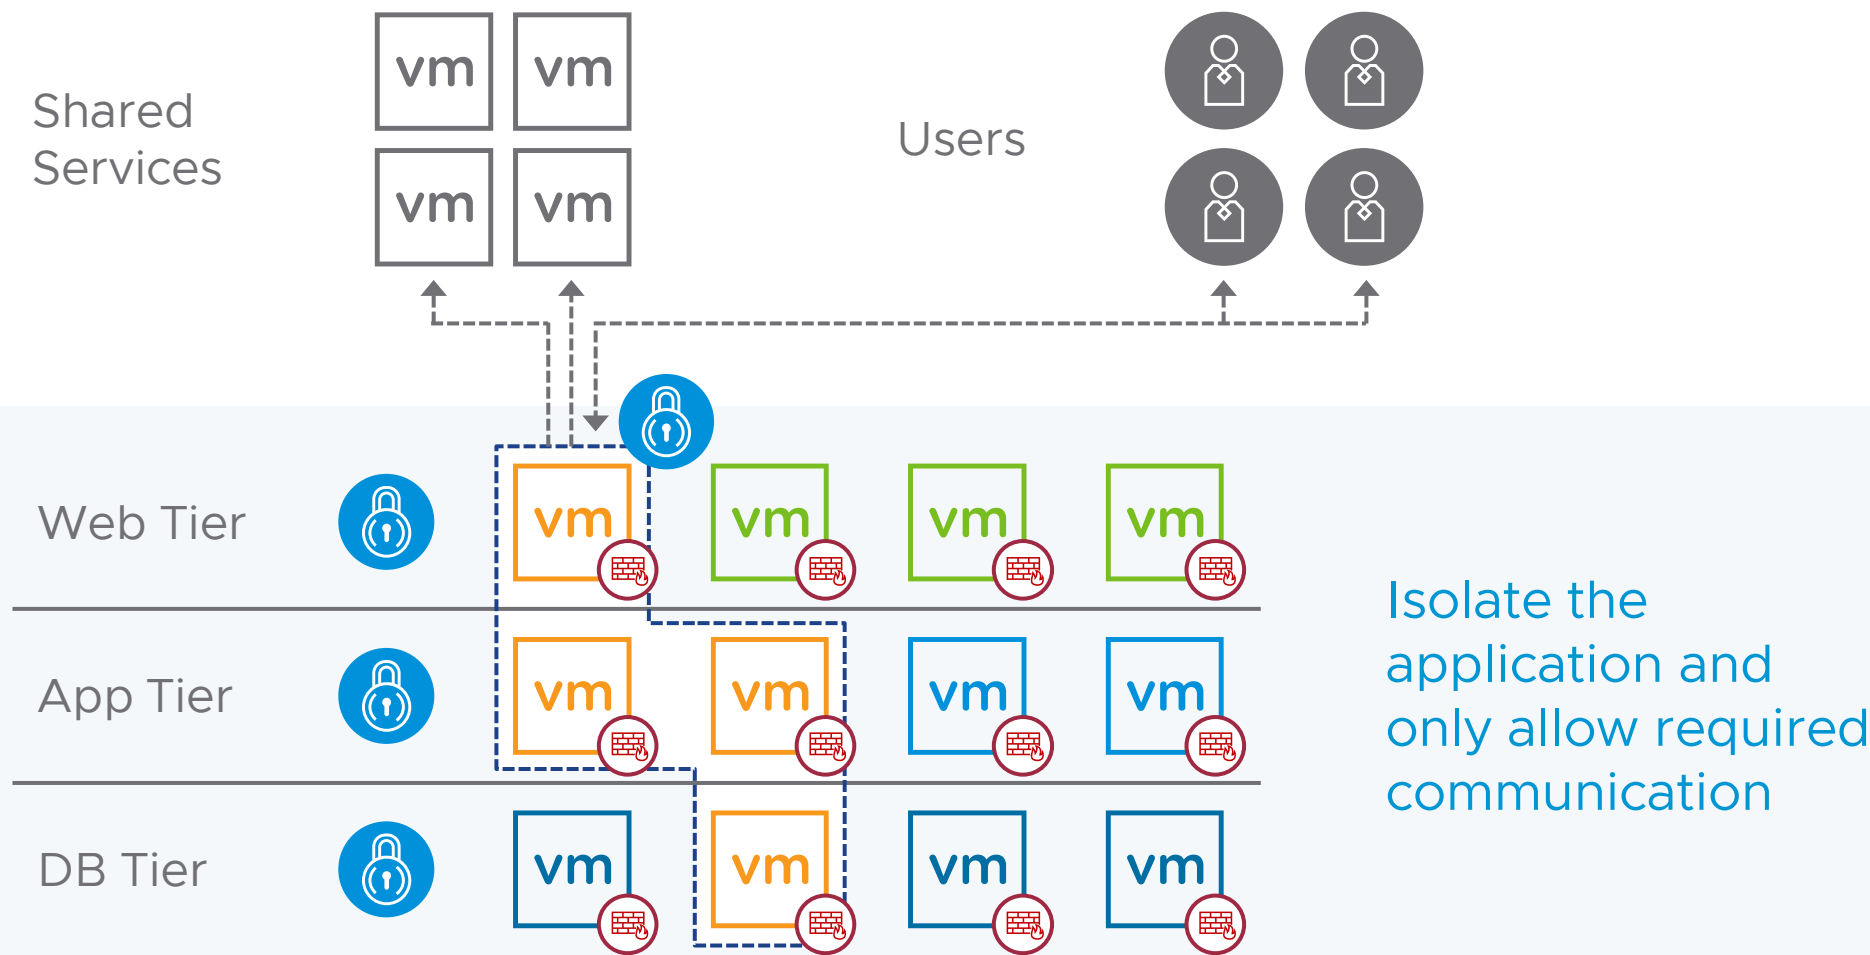 Shared
Services
vm vm
vm vm
Users
Web Tier
vm vm vm vm
App Tier
vm vm vm vm
DB Tier
vm vm vm vm
Isolate the
application and
only allow required
communication